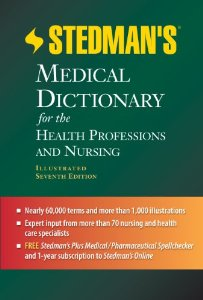 STEDMAN'S®
MEDICAL
DICTIONARY
for the
HEALTH PROFESSIONS
AND NURSING
ILLUSTRATED
SEVENTH EDITION
Nearly 60,000 terms and more than 1,000 illustrations
Expert input from more than 70 nursing and health
care specialists
FREE Stedman's Plus Medical/Pharmaceutical Spellchecker
and 1-year subscription to Stedman's Online